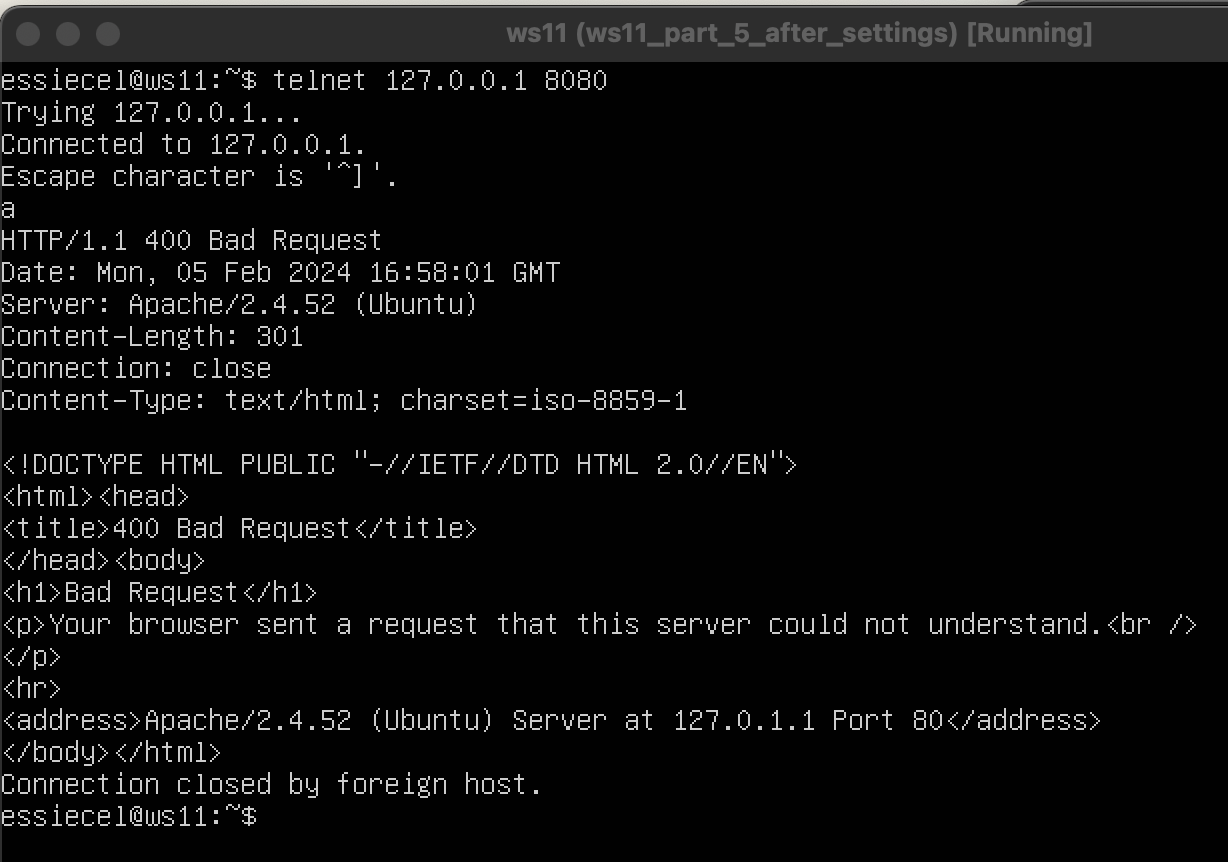 ws11 (ws11_part_5_after_settings) [Running]
essiecel@ws11:~$ telnet 127.0.0.1 8080
Trying 127.0.0.1...
Connected to 127.0.0.1.
Escape character is '^]'.
a
HTTP/1.1 400 Bad Request
Date: Mon, 05 Feb 2024 16:58:01 GMT
Server: Apache/2.4.52 (Ubuntu)
Content-Length: 301
Connection: close
Content-Type: text/html; charset=iso-8859-1

<!DOCTYPE HTML PUBLIC "-//IETF//DTD HTML 2.0//EN">
<html><head>
<title>400 Bad Request</title>
</head><body>
<h1>Bad Request</h1>
<p>Your browser sent a request that this server could not understand.<br />
</p>
<hr>
<address>Apache/2.4.52 (Ubuntu) Server at 127.0.1.1 Port 80</address>
</body></html>
Connection closed by foreign host.
essiecel@ws11:~$